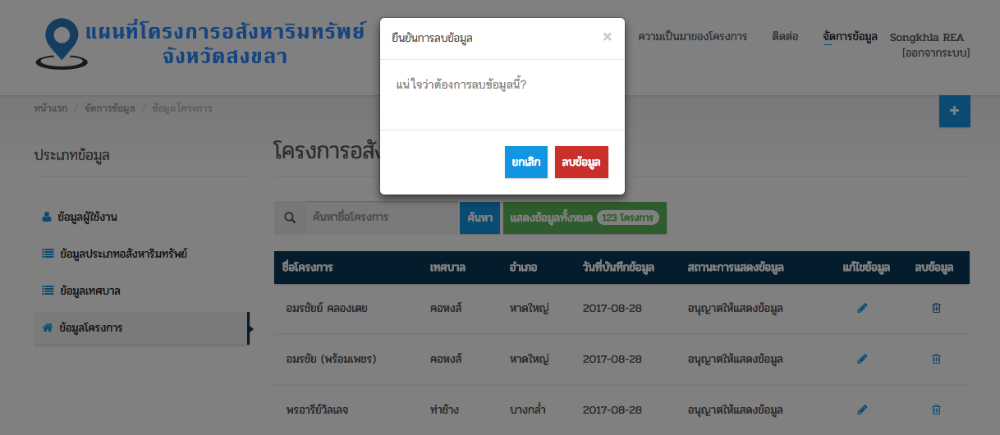 แผนที่โครงการอสังหาริมทรัพย์
จังหวัดสงขลา
ความเป็นมาของโครงการ ติดต่อ จัดการข้อมูล Songkhla REA
[ออกจากระบบ]
ยืนยันการลบข้อมูล ×
แน่ใจว่าต้องการลบข้อมูลนี้?
ยกเลิก ลบข้อมูล
หน้าแรก / จัดการข้อมูล / ข้อมูลโครงการ
+
ประเภทข้อมูล
ข้อมูลผู้ใช้งาน
ข้อมูลประเภทอสังหาริมทรัพย์
ข้อมูลเทศบาล
ข้อมูลโครงการ
ค้นหาชื่อโครงการ ค้นหา แสดงข้อมูลทั้งหมด 123 โครงการ
ชื่อโครงการ เทศบาล อำเภอ วันที่บันทึกข้อมูล สถานะการแสดงข้อมูล แก้ไขข้อมูล ลบข้อมูล
อมรชัยย์ คลองเตย คอหงส์ หาดใหญ่ 2017-08-28 อนุญาตให้แสดงข้อมูล
อมรชัย (พร้อมเพชร) คอหงส์ หาดใหญ่ 2017-08-28 อนุญาตให้แสดงข้อมูล
พรอารีย์วิลเลจ ท่าช้าง บางกล่ำ 2017-08-28 อนุญาตให้แสดงข้อมูล